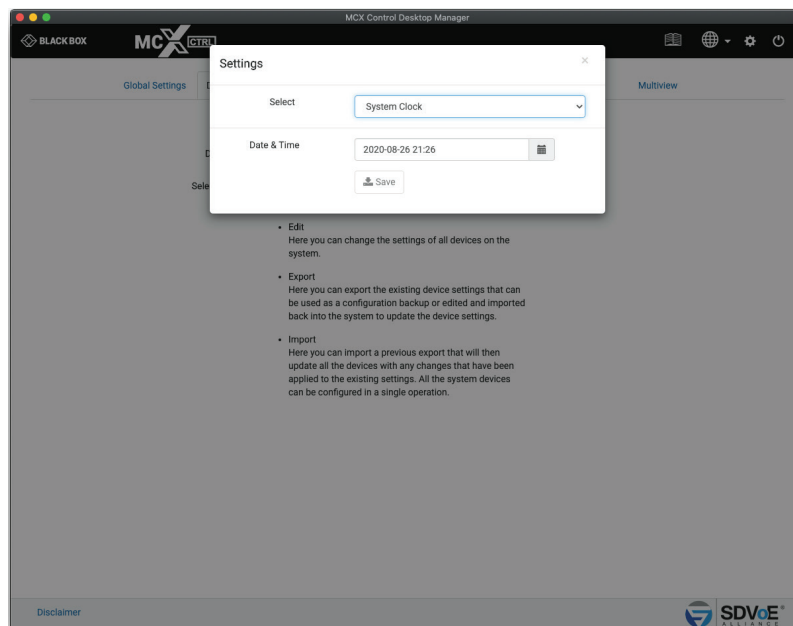 MCX Control Desktop Manager
BLACK BOX
MCX CTRL
Settings
×
Global Settings
Multiview
Select
System Clock
Date & Time
2020-08-26 21:26
Save
Sele
• Edit
Here you can change the settings of all devices on the
system.
• Export
Here you can export the existing device settings that can
be used as a configuration backup or edited and imported
back into the system to update the device settings.
• Import
Here you can import a previous export that will then
update all the devices with any changes that have been
applied to the existing settings. All the system devices
can be configured in a single operation.
Disclaimer
SDVoE®
ALLIANCE